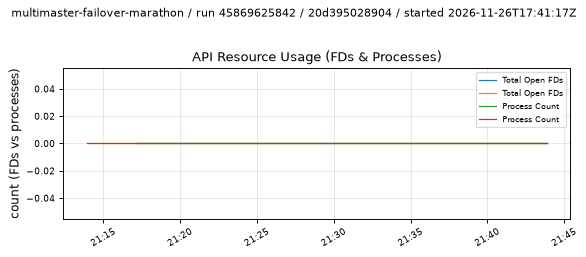 multimaster-failover-marathon / run 45869625842 / 20d395028904 / started 2026-11-26T17:41:17Z
API Resource Usage (FDs & Processes)
count (FDs vs processes)
0.04
0.02
0.00
−0.02
−0.04
Total Open FDs
Total Open FDs
Process Count
Process Count
21:15
21:20
21:25
21:30
21:35
21:40
21:45